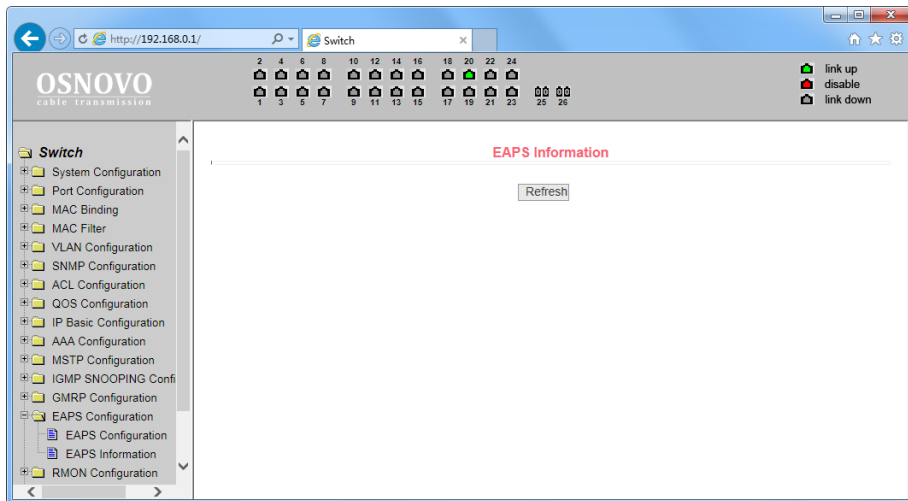 http://192.168.0.1/
Switch
OSNOVO
cable transmission
2 4 6 8 10 12 14 16 18 20 22 24
1 3 5 7 9 11 13 15 17 19 21 23 25 26
link up
disable
link down
Switch
System Configuration
Port Configuration
MAC Binding
MAC Filter
VLAN Configuration
SNMP Configuration
ACL Configuration
QOS Configuration
IP Basic Configuration
AAA Configuration
MSTP Configuration
IGMP SNOOPING Confi
GMRP Configuration
EAPS Configuration
EAPS Configuration
EAPS Information
RMON Configuration
EAPS Information
Refresh